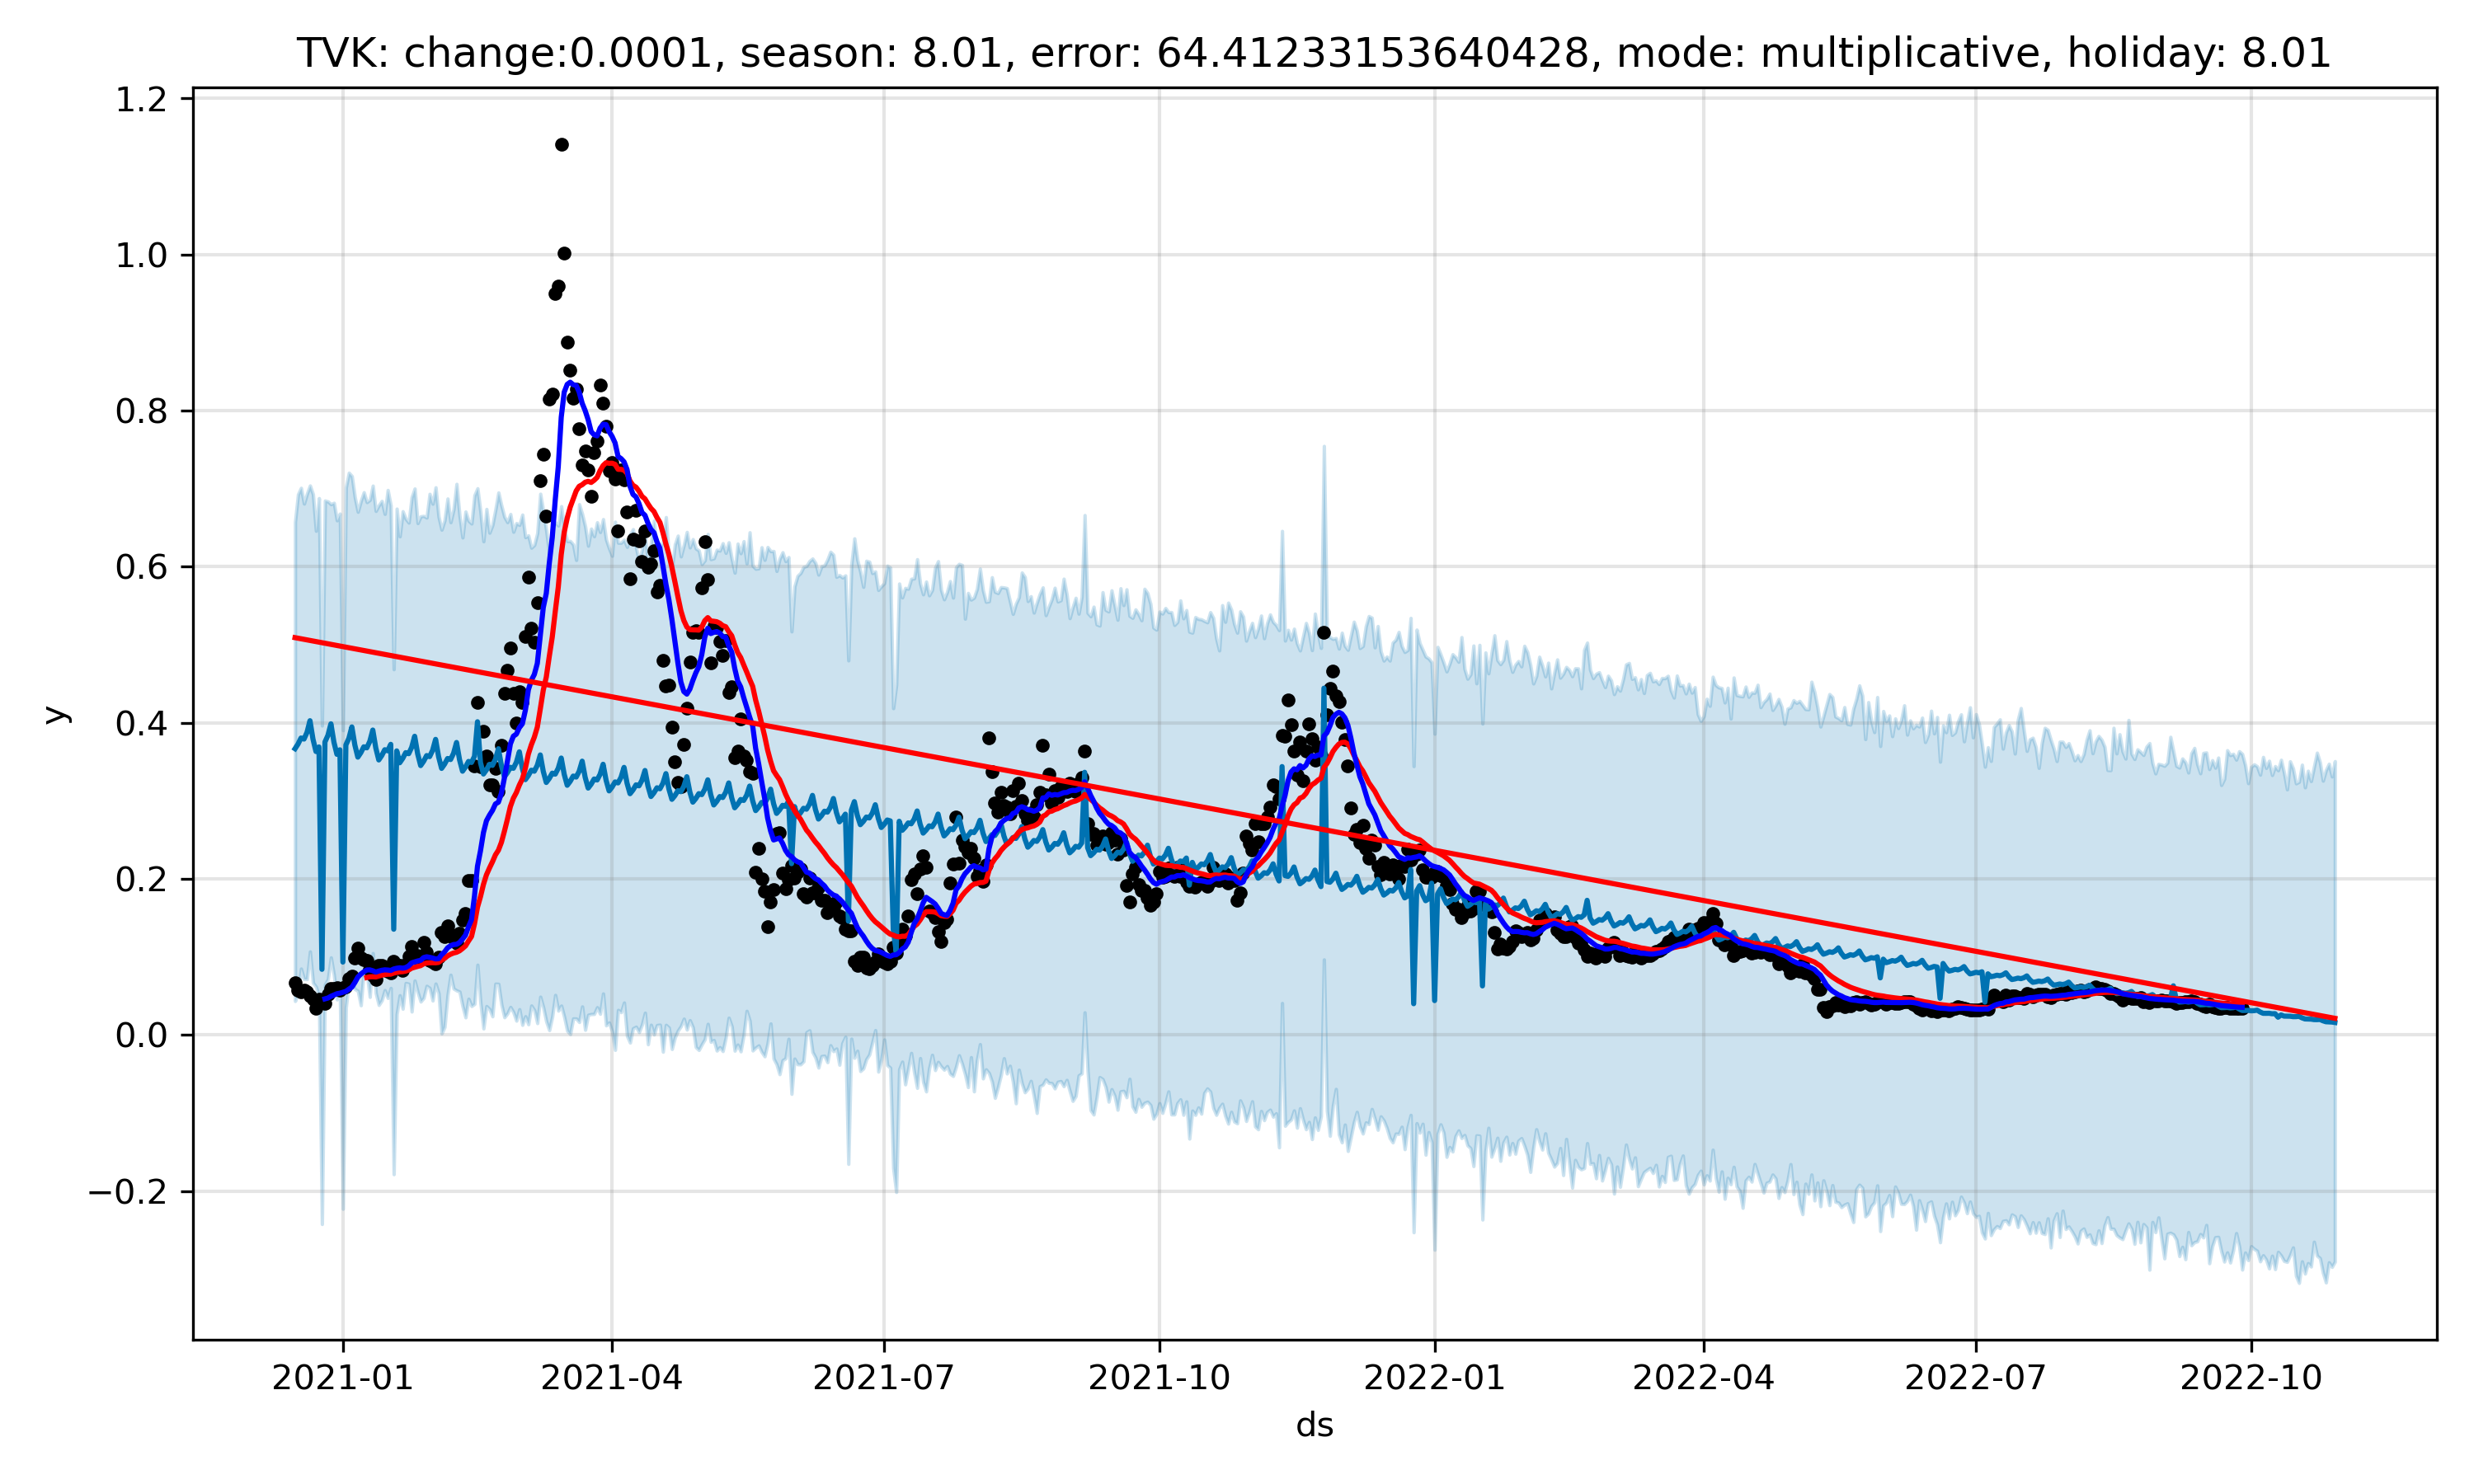 TVK: change:0.0001, season: 8.01, error: 64.41233153640428, mode: multiplicative, holiday: 8.01
1.2
1.0
0.8
0.6
0.4
0.2
0.0
−0.2
y
2021-01 2021-04 2021-07 2021-10 2022-01 2022-04 2022-07 2022-10
ds